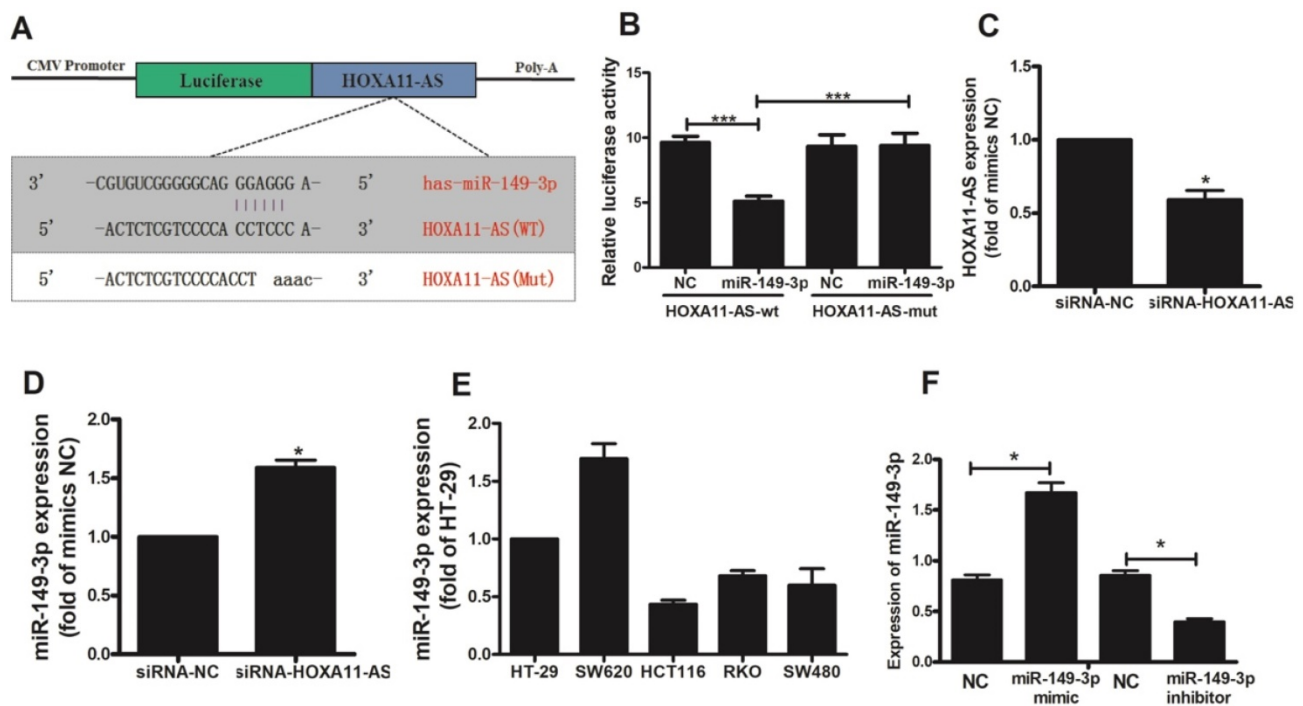 A
CMV Promoter
Luciferase
HOXA11-AS
Poly-A
3' -CGUGUCGGGGGCAG GGAGGGA- 5' has-miR-149-3p
5' -ACTCTCGTCCCCA CCTCCCA- 3' HOXA11-AS(WT)
5' -ACTCTCGTCCCCACCT aaac- 3' HOXA11-AS(Mut)
B
Relative luciferase activity
15
10
5
0
***
***
NC miR-149-3p NC miR-149-3p
HOXA11-AS-wt HOXA11-AS-mut
C
HOXA11-AS expression
(fold of mimics NC)
1.5
1.0
0.5
0.0
*
siRNA-NC siRNA-HOXA11-AS
D
miR-149-3p expression
(fold of mimics NC)
2.0
1.5
1.0
0.5
0.0
*
siRNA-NC siRNA-HOXA11-AS
E
miR-149-3p expression
(fold of HT-29)
2.0
1.5
1.0
0.5
0.0
HT-29 SW620 HCT116 RKO SW480
F
Expression of miR-149-3p
2.0
1.5
1.0
0.5
0.0
*
*
NC miR-149-3p NC miR-149-3p
mimic inhibitor